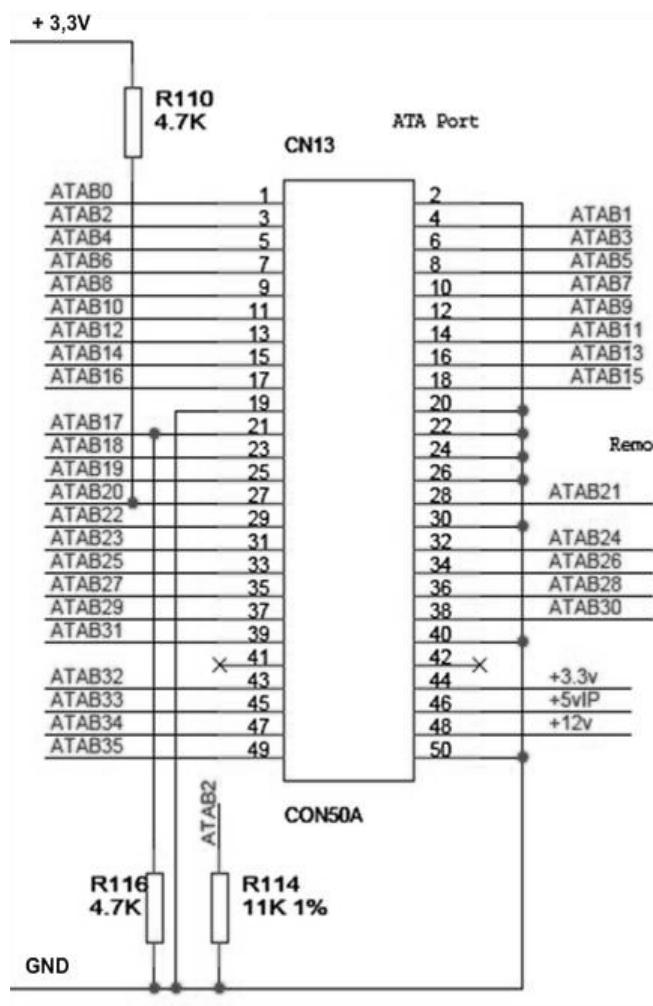 + 3,3V
R110
4.7K
ATA Port
CN13
ATAB0 1 2
ATAB2 3 4 ATAB1
ATAB4 5 6 ATAB3
ATAB6 7 8 ATAB5
ATAB8 9 10 ATAB7
ATAB10 11 12 ATAB9
ATAB12 13 14 ATAB11
ATAB14 15 16 ATAB13
ATAB16 17 18 ATAB15
19 20
ATAB17 21 22
ATAB18 23 24 Remo
ATAB19 25 26
ATAB20 27 28 ATAB21
ATAB22 29 30
ATAB23 31 32 ATAB24
ATAB25 33 34 ATAB26
ATAB27 35 36 ATAB28
ATAB29 37 38 ATAB30
ATAB31 39 40
41 42
ATAB32 43 44 +3.3v
ATAB33 45 46 +5vIP
ATAB34 47 48 +12v
ATAB35 49 50
CON50A
ATAB2
R116
4.7K
R114
11K 1%
GND